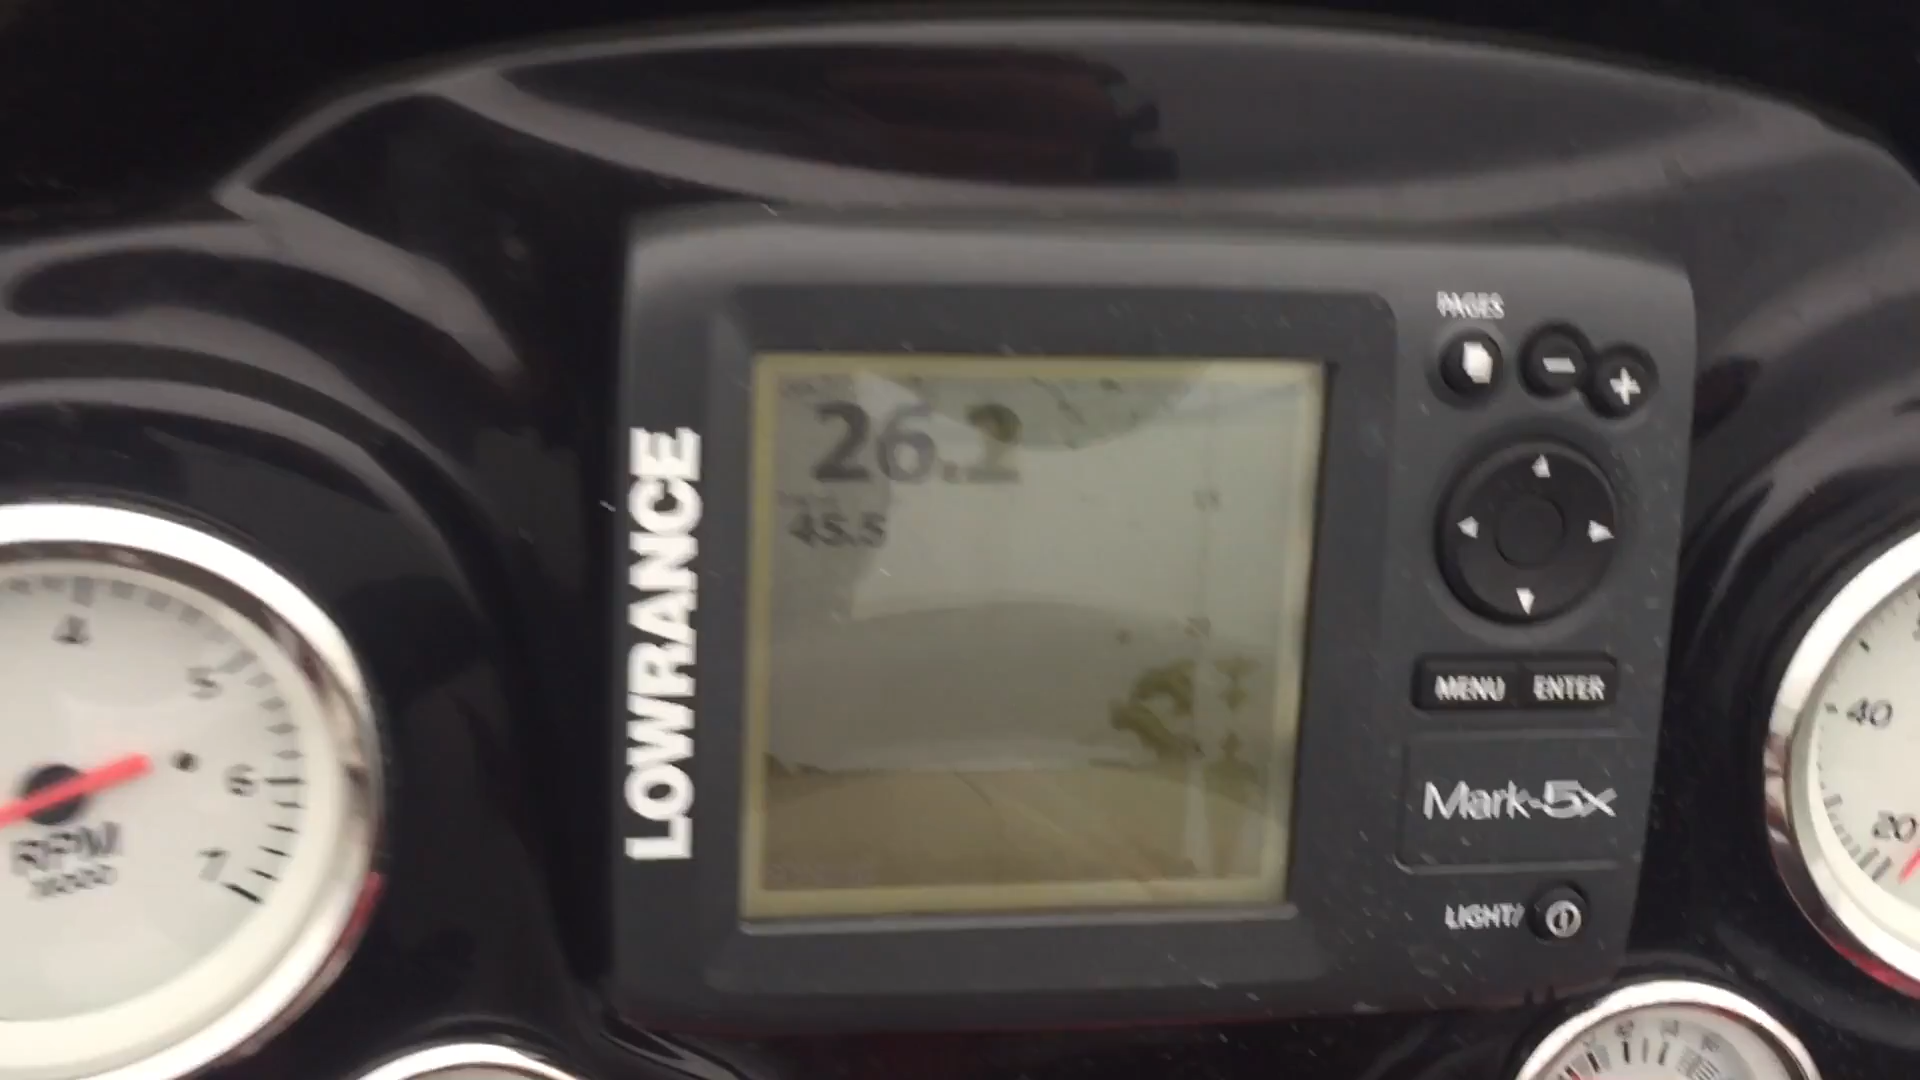 PAGES
26.2
45.5
LOWRANCE
MENU ENTER
Mark-5x
LIGHT/
4
5
6
7
RPM
40
20